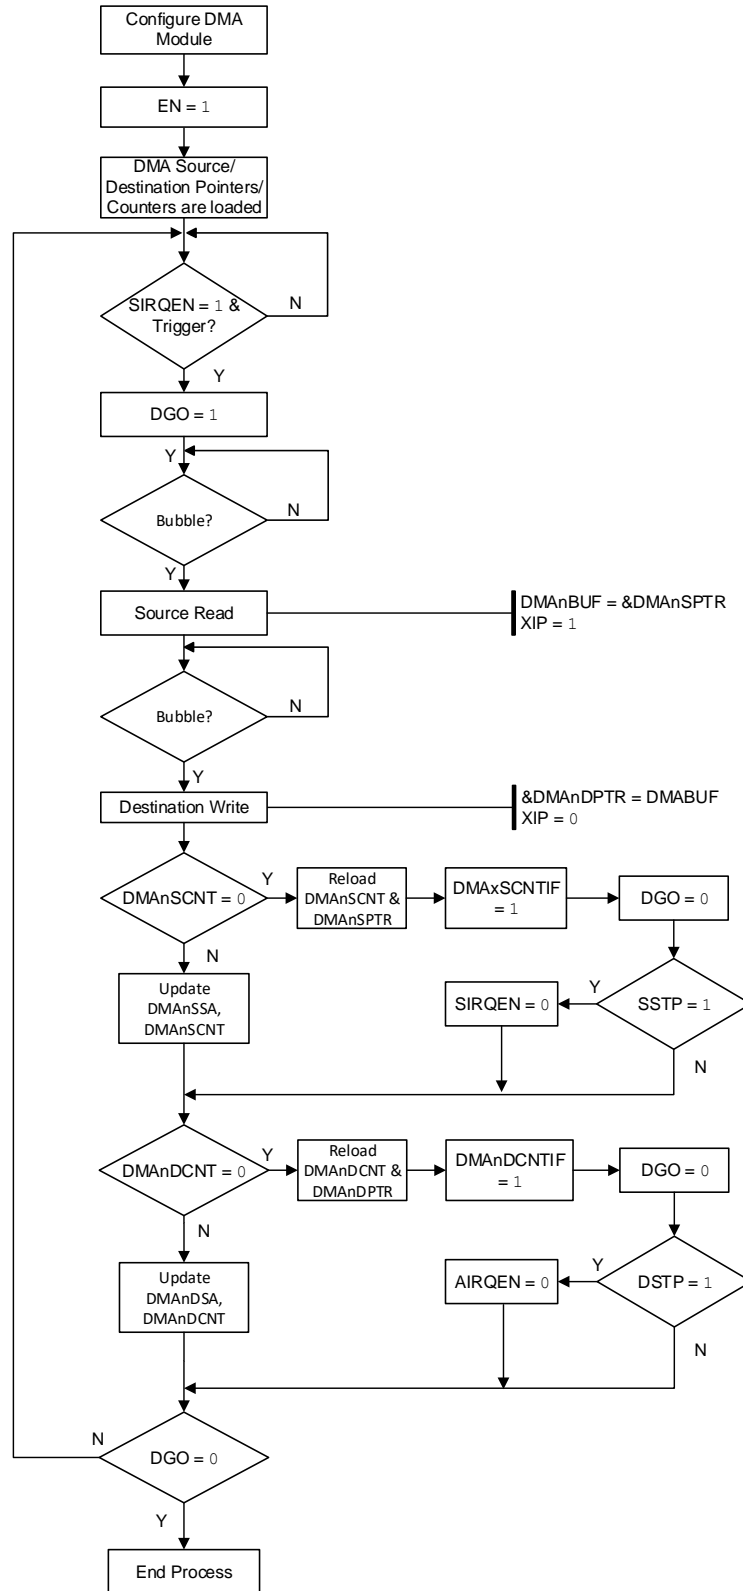 Configure DMA
Module
EN = 1
DMA Source/
Destination Pointers/
Counters are loaded
SIRQEN = 1 &
Trigger?
N
Y
DGO = 1
Y
Bubble?
N
Y
Source Read
DMAnBUF = &DMAnSPTR
XIP = 1
Bubble?
N
Y
Destination Write
&DMAnDPTR = DMABUF
XIP = 0
DMAnSCNT = 0
Y
Reload
DMAnSCNT &
DMAnSPTR
DMAxSCNTIF
= 1
DGO = 0
N
Update
DMAnSSA,
DMAnSCNT
SIRQEN = 0
Y
SSTP = 1
N
DMAnDCNT = 0
Y
Reload
DMAnDCNT &
DMAnDPTR
DMAnDCNTIF
= 1
DGO = 0
N
Update
DMAnDSA,
DMAnDCNT
AIRQEN = 0
Y
DSTP = 1
N
N
DGO = 0
Y
End Process